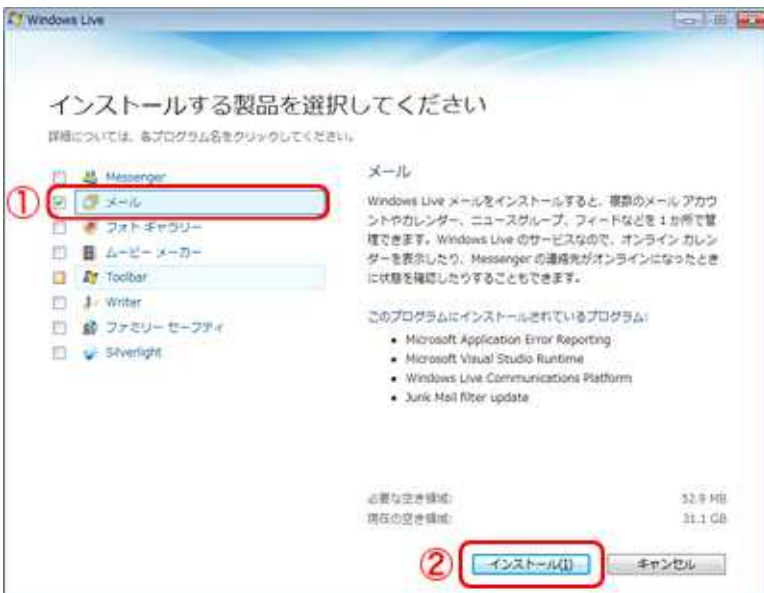 Windows Live
インストールする製品を選択してください
詳細については、各プログラム名をクリックしてください。
Messenger
① メール
フォト ギャラリー
ムービー メーカー
Toolbar
Writer
ファミリー セーフティ
Silverlight
メール
Windows Live メールをインストールすると、複数のメール アカウ
ントやカレンダー、ニュースグループ、フィードなどを 1 か所で管
理できます。Windows Live のサービスなので、オンライン カレン
ダーを表示したり、Messenger の連絡先がオンラインになったとき
に状態を確認したりすることもできます。
このプログラムにインストールされているプログラム:
• Microsoft Application Error Reporting
• Microsoft Visual Studio Runtime
• Windows Live Communications Platform
• Junk Mail filter update
必要な空き領域: 52.9 MB
現在の空き領域: 31.1 GB
② インストール(I) キャンセル